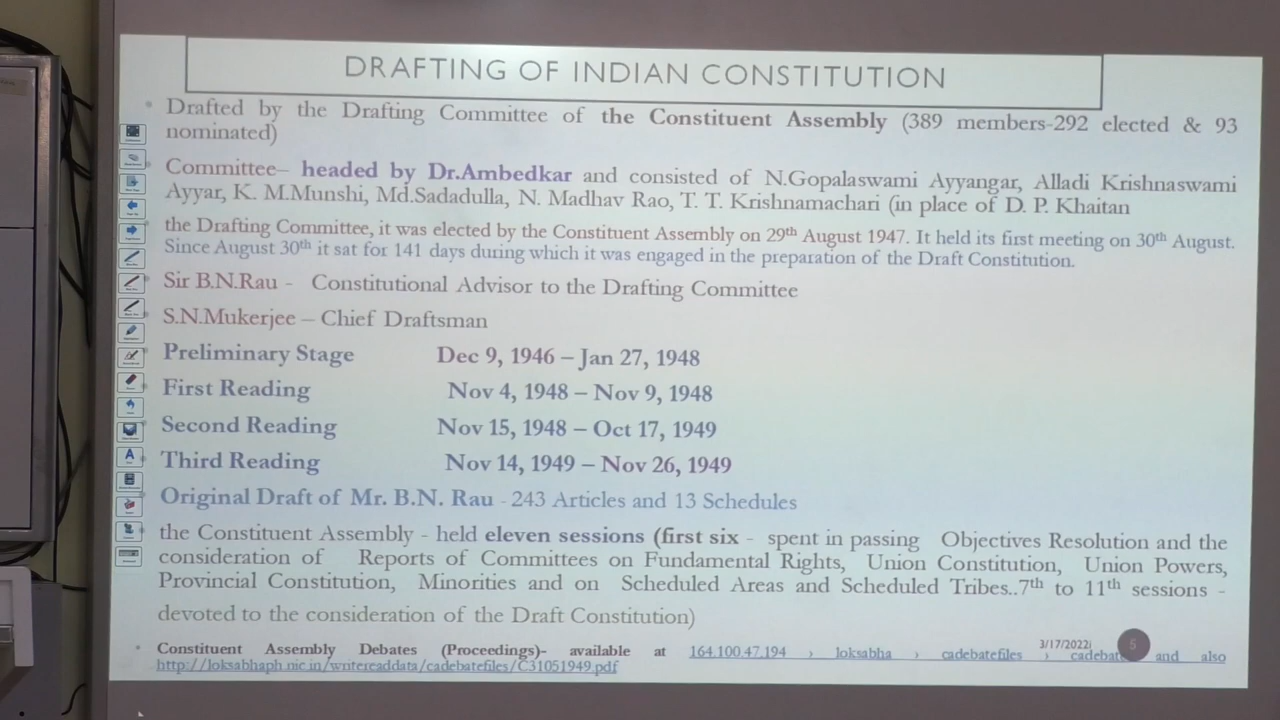 DRAFTING OF INDIAN CONSTITUTION
Drafted by the Drafting Committee of the Constituent Assembly (389 members-292 elected & 93
nominated)
Committee– headed by Dr.Ambedkar and consisted of N.Gopalaswami Ayyangar, Alladi Krishnaswami
Ayyar, K. M.Munshi, Md.Sadadulla, N. Madhav Rao, T. T. Krishnamachari (in place of D. P. Khaitan
the Drafting Committee, it was elected by the Constituent Assembly on 29th August 1947. It held its first meeting on 30th August.
Since August 30th it sat for 141 days during which it was engaged in the preparation of the Draft Constitution.
Sir B.N.Rau - Constitutional Advisor to the Drafting Committee
S.N.Mukerjee – Chief Draftsman
Preliminary Stage Dec 9, 1946 – Jan 27, 1948
First Reading Nov 4, 1948 – Nov 9, 1948
Second Reading Nov 15, 1948 – Oct 17, 1949
Third Reading Nov 14, 1949 – Nov 26, 1949
Original Draft of Mr. B.N. Rau - 243 Articles and 13 Schedules
the Constituent Assembly - held eleven sessions (first six - spent in passing Objectives Resolution and the
consideration of Reports of Committees on Fundamental Rights, Union Constitution, Union Powers,
Provincial Constitution, Minorities and on Scheduled Areas and Scheduled Tribes..7th to 11th sessions -
devoted to the consideration of the Draft Constitution)
Constituent Assembly Debates (Proceedings)- available at 164.100.47.194 › loksabha › cadebatefiles › cadebat and also
http://loksabhaph.nic.in/writereaddata/cadebatefiles/C31051949.pdf
3/17/2022
5